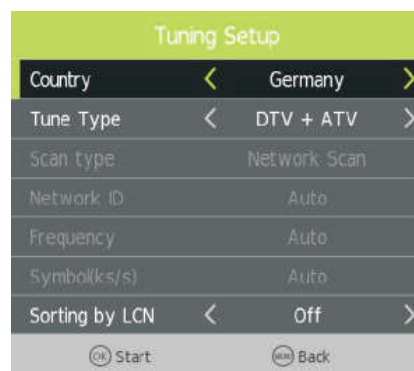 Tuning Setup
Country < Germany >
Tune Type < DTV + ATV >
Scan type Network Scan
Network ID Auto
Frequency Auto
Symbol(ks/s) Auto
Sorting by LCN < Off >
OK Start MENU Back